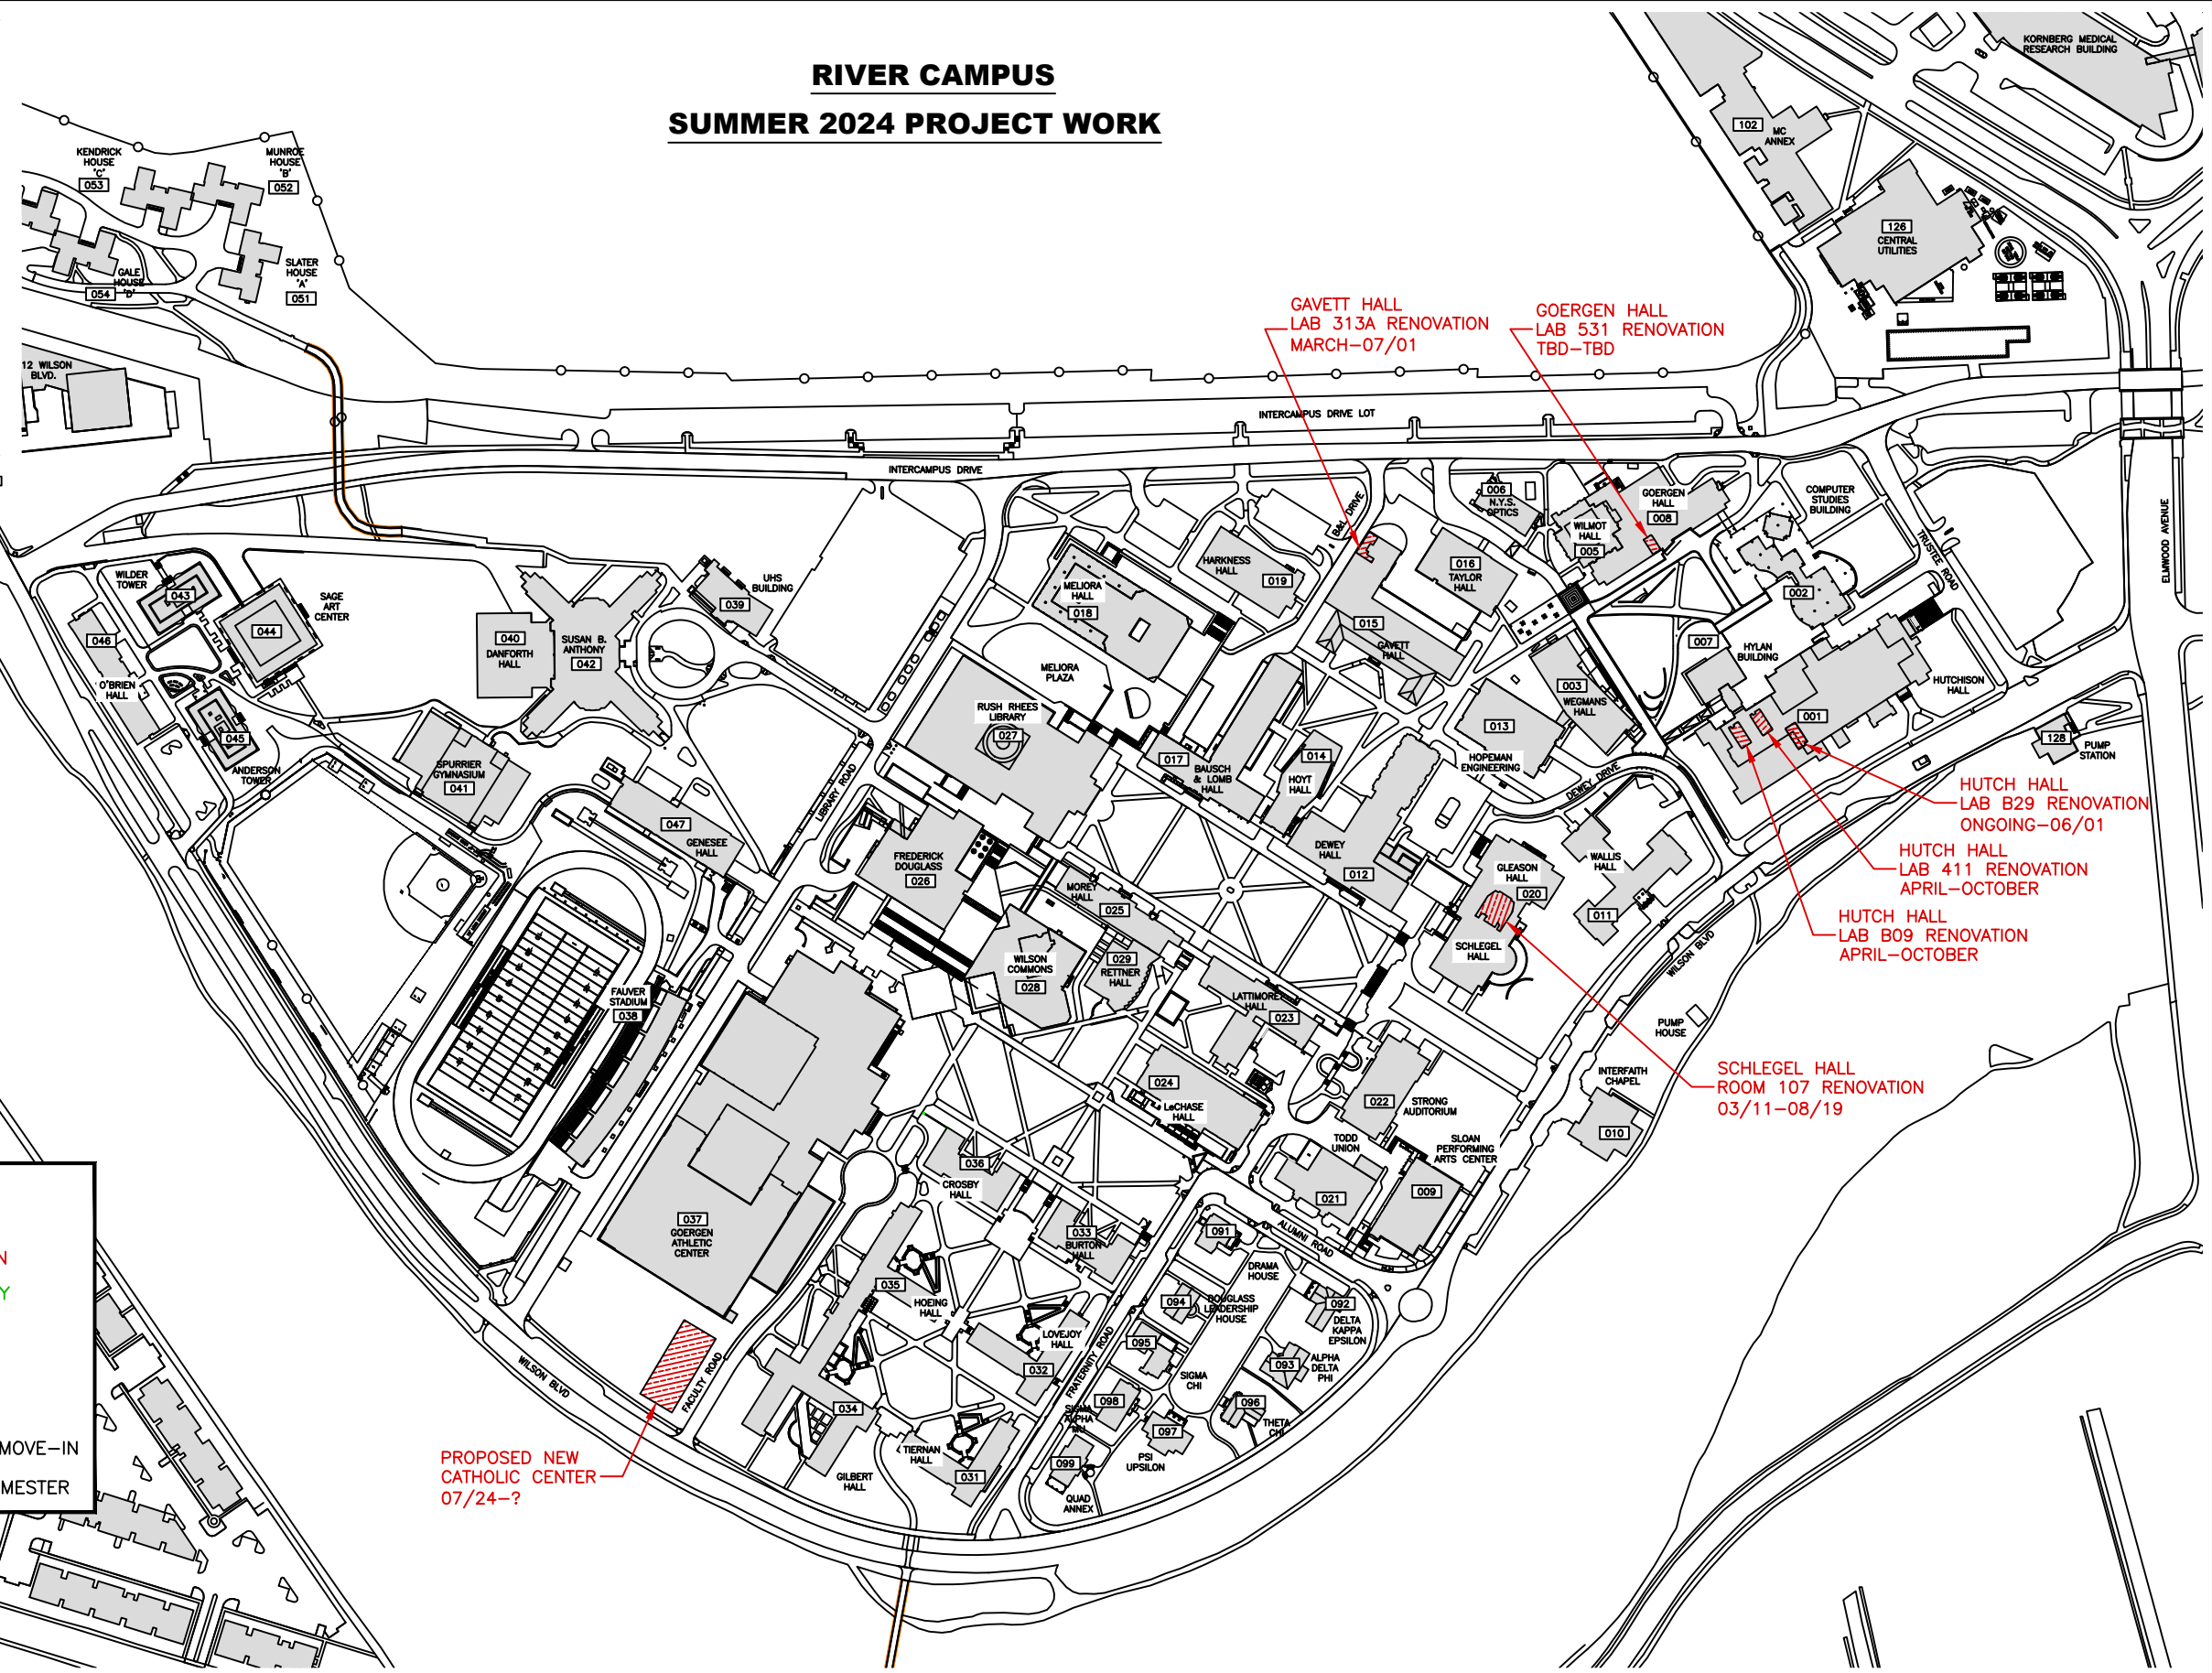 RIVER CAMPUS
SUMMER 2024 PROJECT WORK
KORNBERG MEDICAL
RESEARCH BUILDING
102
MC
ANNEX
126
CENTRAL
UTILITIES
KENDRICK
HOUSE
'C'
053
MUNROE
HOUSE
'B'
052
SLATER
HOUSE
'A'
051
GALE
HOUSE
'D'
054
12 WILSON
BLVD.
GAVETT HALL
LAB 313A RENOVATION
MARCH-07/01
GOERGEN HALL
LAB 531 RENOVATION
TBD-TBD
INTERCAMPUS DRIVE LOT
INTERCAMPUS DRIVE
B&L DRIVE
006
N.Y.S.
OPTICS
GOERGEN
HALL
008
WILMOT
HALL
005
COMPUTER
STUDIES
BUILDING
002
TRUSTEE ROAD
ELMWOOD AVENUE
WILDER
TOWER
043
SAGE
ART
CENTER
044
046
O'BRIEN
HALL
045
ANDERSON
TOWER
040
DANFORTH
HALL
SUSAN B.
ANTHONY
042
039
UHS
BUILDING
MELIORA
HALL
018
HARKNESS
HALL
019
016
TAYLOR
HALL
015
GAVETT
HALL
007
HYLAN
BUILDING
HUTCHISON
HALL
001
003
WEGMANS
HALL
013
HOPEMAN
ENGINEERING
MELIORA
PLAZA
RUSH RHEES
LIBRARY
027
017
BAUSCH
& LOMB
HALL
014
HOYT
HALL
128
PUMP
STATION
SPURRIER
GYMNASIUM
041
047
GENESEE
HALL
LIBRARY ROAD
FREDERICK
DOUGLASS
026
DEWEY
HALL
012
DEWEY DRIVE
WALLIS
HALL
011
GLEASON
HALL
020
SCHLEGEL
HALL
HUTCH HALL
LAB B29 RENOVATION
ONGOING-06/01
HUTCH HALL
LAB 411 RENOVATION
APRIL-OCTOBER
HUTCH HALL
LAB B09 RENOVATION
APRIL-OCTOBER
MOREY
HALL
025
WILSON
COMMONS
028
029
RETTNER
HALL
FAUVER
STADIUM
038
LATTIMORE
HALL
023
WILSON BLVD
PUMP
HOUSE
INTERFAITH
CHAPEL
010
SCHLEGEL HALL
ROOM 107 RENOVATION
03/11-08/19
024
LeCHASE
HALL
022
STRONG
AUDITORIUM
TODD
UNION
021
SLOAN
PERFORMING
ARTS CENTER
009
036
CROSBY
HALL
037
GOERGEN
ATHLETIC
CENTER
033
BURTON
HALL
091
ALUMNI ROAD
DRAMA
HOUSE
035
HOEING
HALL
094
DOUGLASS
LEADERSHIP
HOUSE
092
DELTA
KAPPA
EPSILON
LOVEJOY
HALL
032
FRATERNITY ROAD
095
SIGMA
CHI
093
ALPHA
DELTA
PHI
WILSON BLVD
FACULTY ROAD
034
GILBERT
HALL
TIERNAN
HALL
031
098
SIGMA
ALPHA
MU
097
PSI
UPSILON
096
THETA
CHI
099
QUAD
ANNEX
PROPOSED NEW
CATHOLIC CENTER
07/24-?
N
Y
MOVE-IN
MESTER